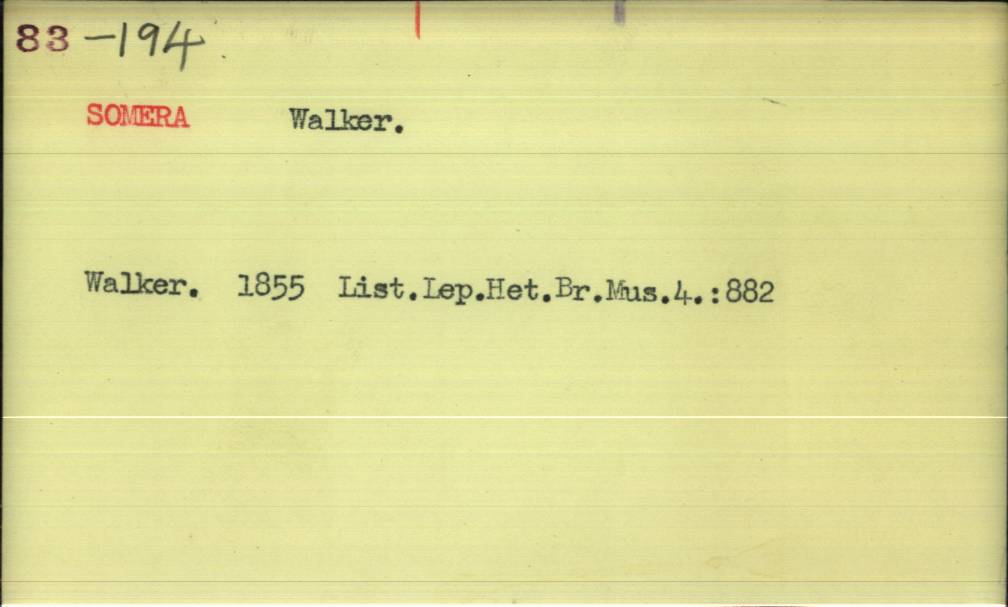 83 -194
SOMERA Walker.
Walker. 1855 List.Lep.Het.Br.Mus.4.:882